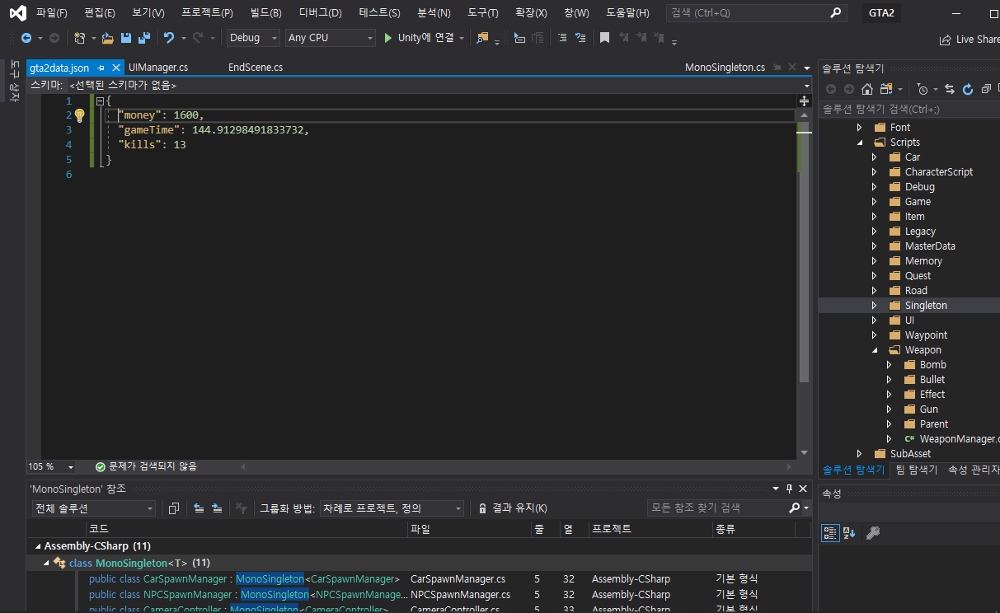 파일(F) 편집(E) 보기(V) 프로젝트(P) 빌드(B) 디버그(D) 테스트(S) 분석(N) 도구(T) 확장(X) 창(W) 도움말(H) 검색 (Ctrl+Q) GTA2
Debug Any CPU Unity에 연결 Live Share
도구 상자
gta2data.json UIManager.cs EndScene.cs MonoSingleton.cs
스키마: <선택된 스키마가 없음>
1 {
2 "money": 1600,
3 "gameTime": 144.91298491833732,
4 "kills": 13
5 }
6
105 % 문제가 검색되지 않음
솔루션 탐색기
솔루션 탐색기 검색(Ctrl+;)
Font
Scripts
Car
CharacterScript
Debug
Game
Item
Legacy
MasterData
Memory
Quest
Road
Singleton
UI
Waypoint
Weapon
Bomb
Bullet
Effect
Gun
Parent
C# WeaponManager.c
SubAsset
솔루션 탐색기 팀 탐색기 속성 관리자
속성
'MonoSingleton' 참조
전체 솔루션 그룹화 방법: 차례로 프로젝트, 정의 결과 유지(K) 모든 참조 찾기 검색
코드 파일 줄 열 프로젝트 종류
Assembly-CSharp (11)
class MonoSingleton<T> (11)
public class CarSpawnManager : MonoSingleton<CarSpawnManager> CarSpawnManager.cs 5 32 Assembly-CSharp 기본 형식
public class NPCSpawnManager : MonoSingleton<NPCSpawnManage... NPCSpawnManager.cs 5 32 Assembly-CSharp 기본 형식
public class CameraController : MonoSingleton<CameraController> CameraController.cs 5 33 Assembly-CSharp 기본 형식